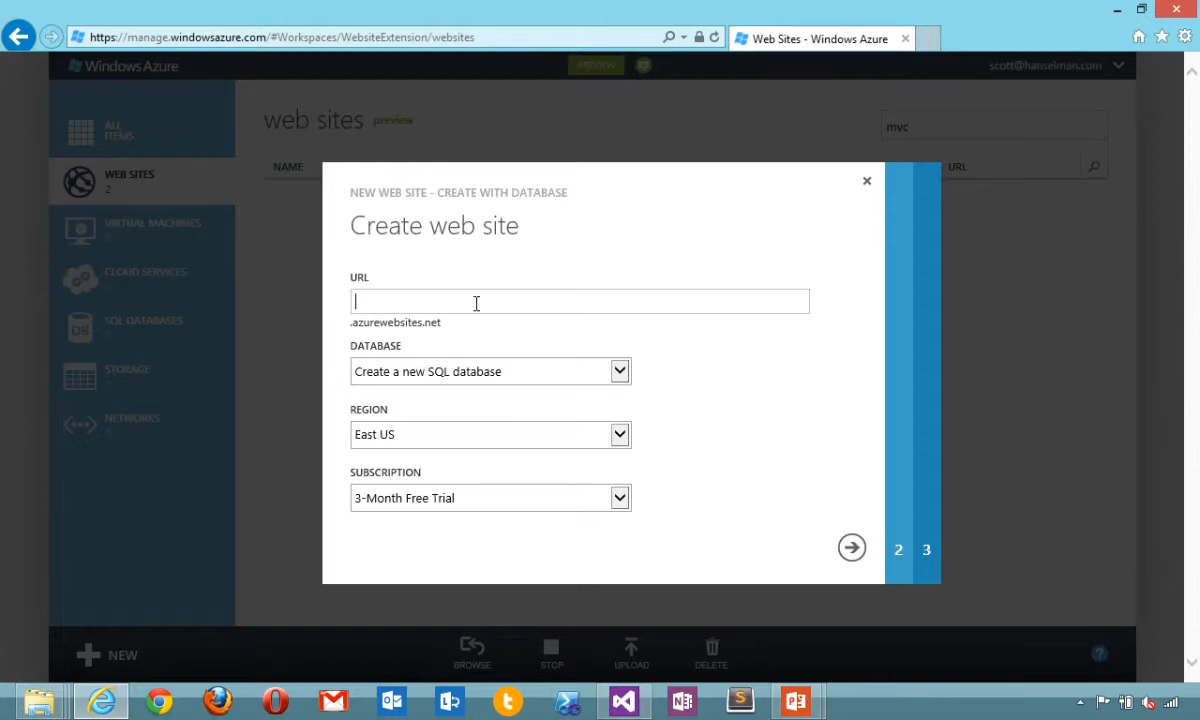 https://manage.windowsazure.com/#Workspaces/WebsiteExtension/websites
Web Sites - Windows Azure
Windows Azure
PREVIEW
scott@hanselman.com
ALL ITEMS
WEB SITES
2
VIRTUAL MACHINES
CLOUD SERVICES
SQL DATABASES
STORAGE
NETWORKS
web sites preview
mvc
NAME
URL
NEW WEB SITE - CREATE WITH DATABASE
Create web site
URL
.azurewebsites.net
DATABASE
Create a new SQL database
REGION
East US
SUBSCRIPTION
3-Month Free Trial
2
3
NEW
BROWSE
STOP
UPLOAD
DELETE
?